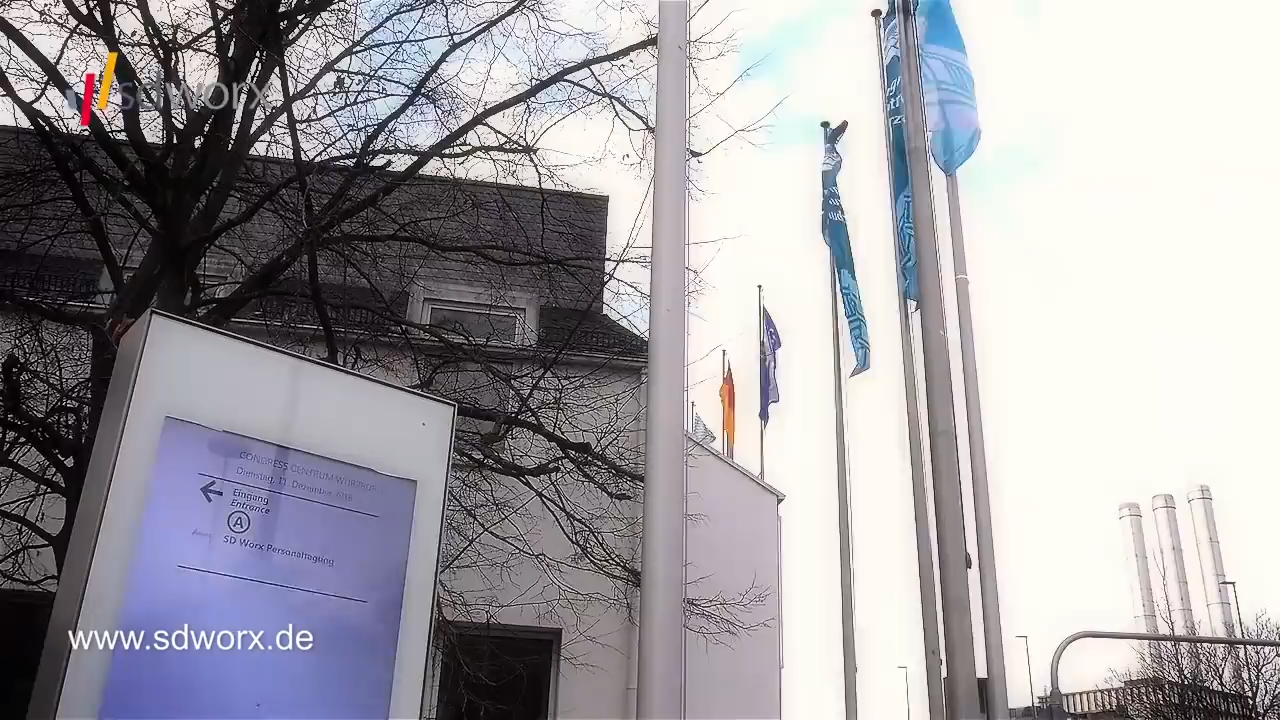 sdworx
CONGRESS CENTRUM WÜRZBURG
Dienstag, 11. Dezember 2018
Eingang
Entrance
A
SD Worx Personaltagung
www.sdworx.de